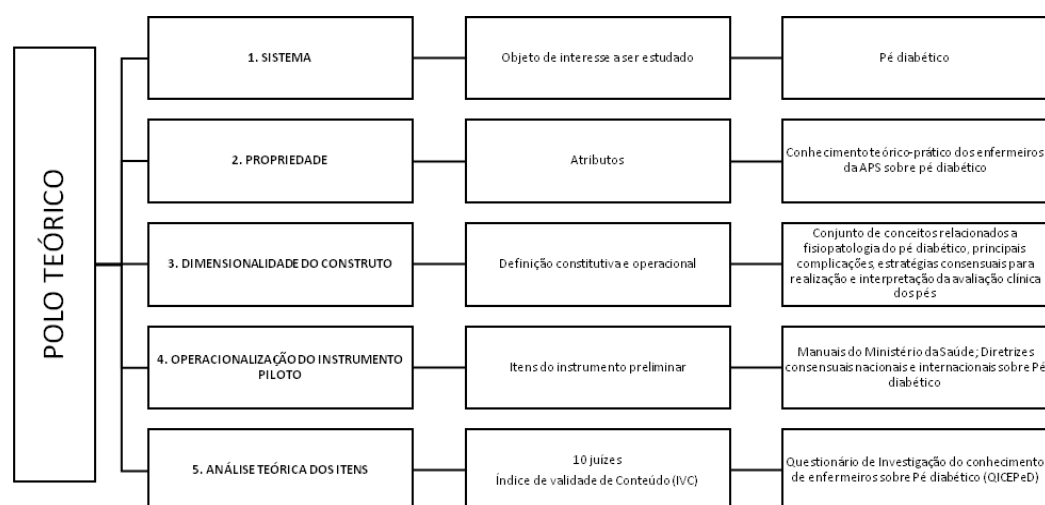 POLO TEÓRICO
1. SISTEMA
Objeto de interesse a ser estudado
Pé diabético
2. PROPRIEDADE
Atributos
Conhecimento teórico-prático dos enfermeiros
da APS sobre pé diabético
3. DIMENSIONALIDADE DO CONSTRUTO
Definição constitutiva e operacional
Conjunto de conceitos relacionados a
fisiopatologia do pé diabético, principais
complicações, estratégias consensuais para
realização e interpretação da avaliação clínica
dos pés
4. OPERACIONALIZAÇÃO DO INSTRUMENTO
PILOTO
Itens do instrumento preliminar
Manuais do Ministério da Saúde; Diretrizes
consensuais nacionais e internacionais sobre Pé
diabético
5. ANÁLISE TEÓRICA DOS ITENS
10 juízes
Índice de validade de Conteúdo (IVC)
Questionário de Investigação do conhecimento
de enfermeiros sobre Pé diabético (QICEPeD)